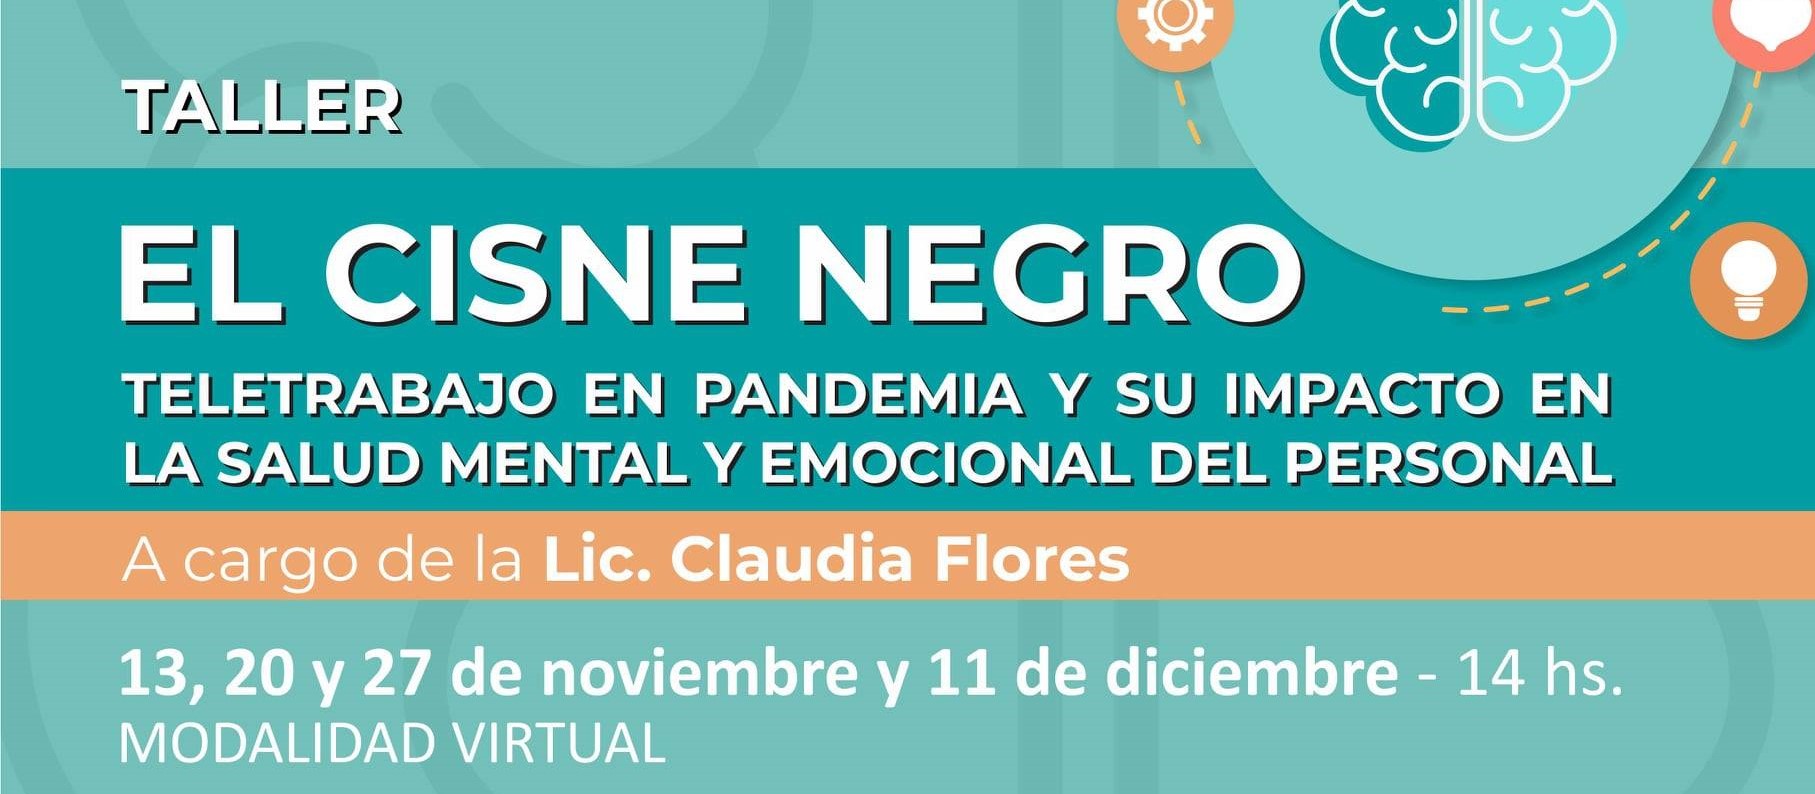 TALLER
EL CISNE NEGRO
TELETRABAJO EN PANDEMIA Y SU IMPACTO EN
LA SALUD MENTAL Y EMOCIONAL DEL PERSONAL
A cargo de la Lic. Claudia Flores
13, 20 y 27 de noviembre y 11 de diciembre - 14 hs.
MODALIDAD VIRTUAL